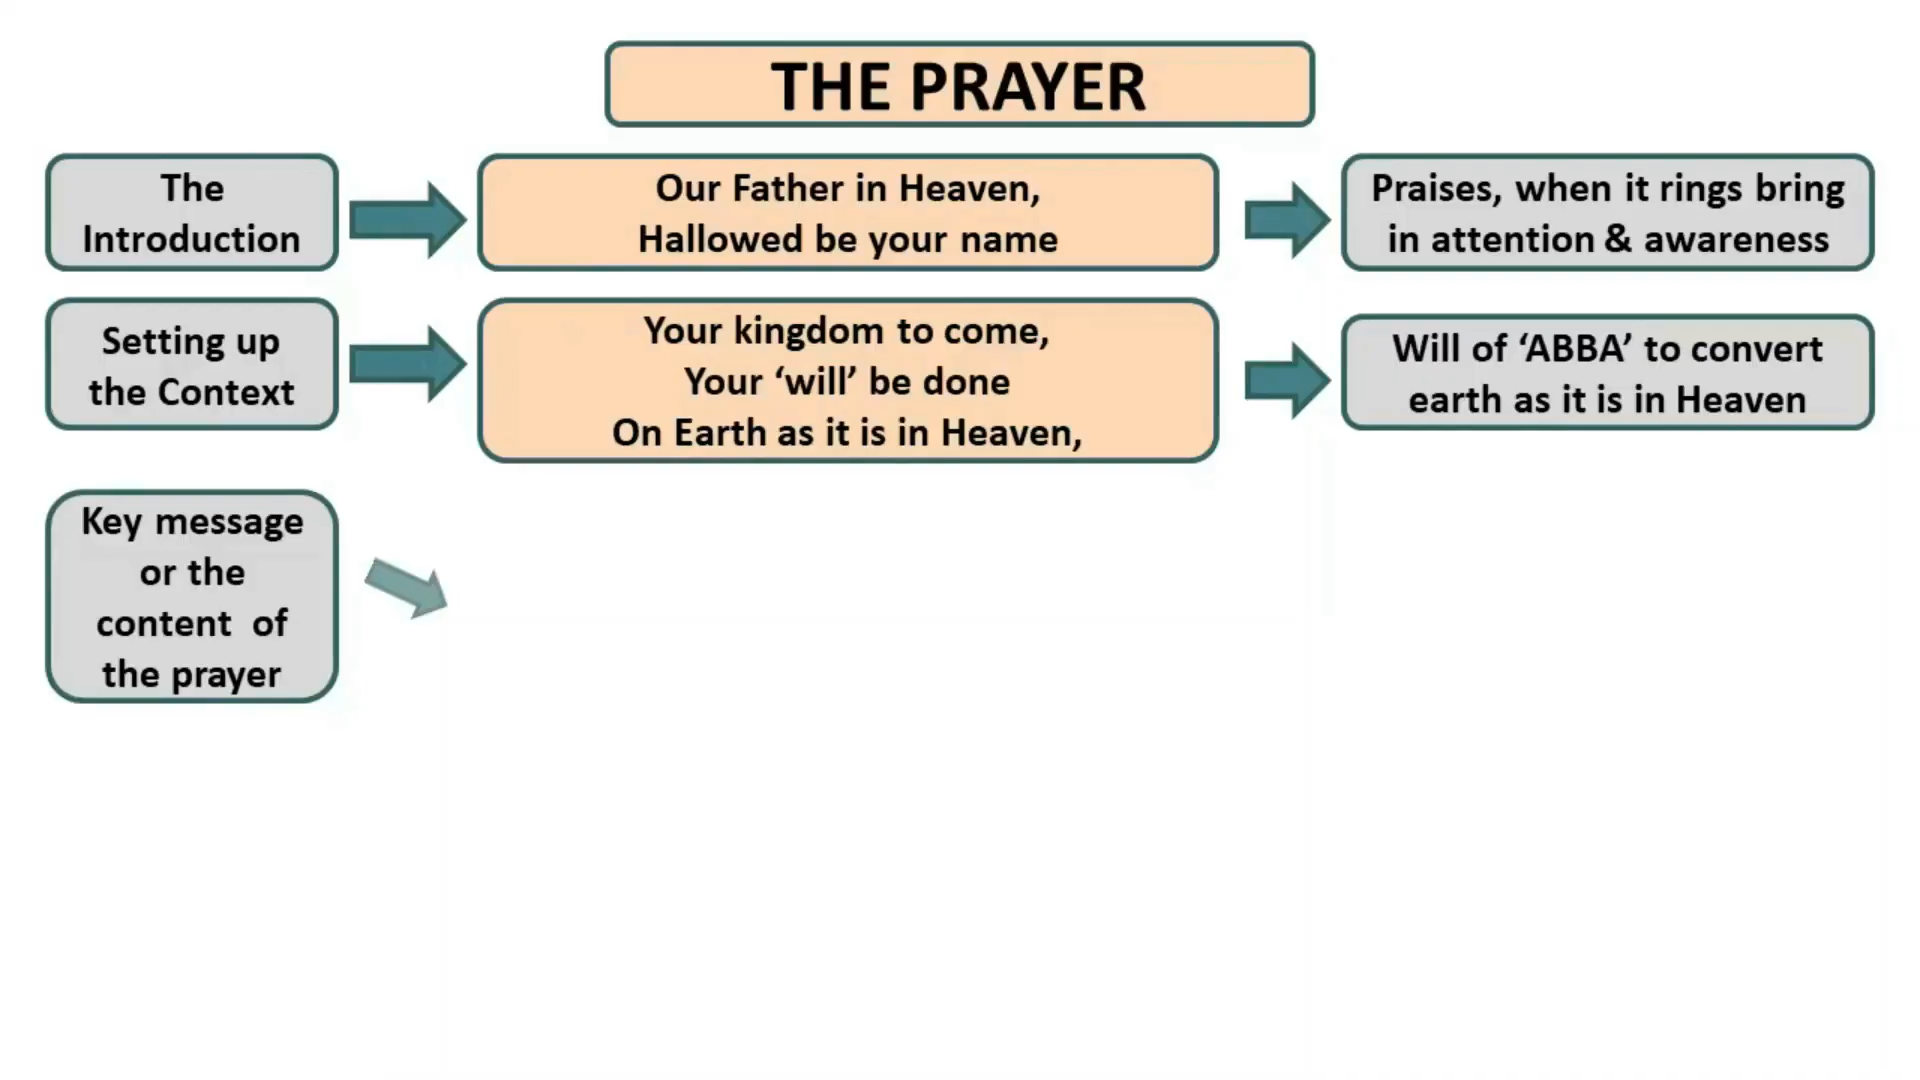 THE PRAYER
The
Introduction
Our Father in Heaven,
Hallowed be your name
Praises, when it rings bring
in attention & awareness
Setting up
the Context
Your kingdom to come,
Your ‘will’ be done
On Earth as it is in Heaven,
Will of ‘ABBA’ to convert
earth as it is in Heaven
Key message
or the
content of
the prayer